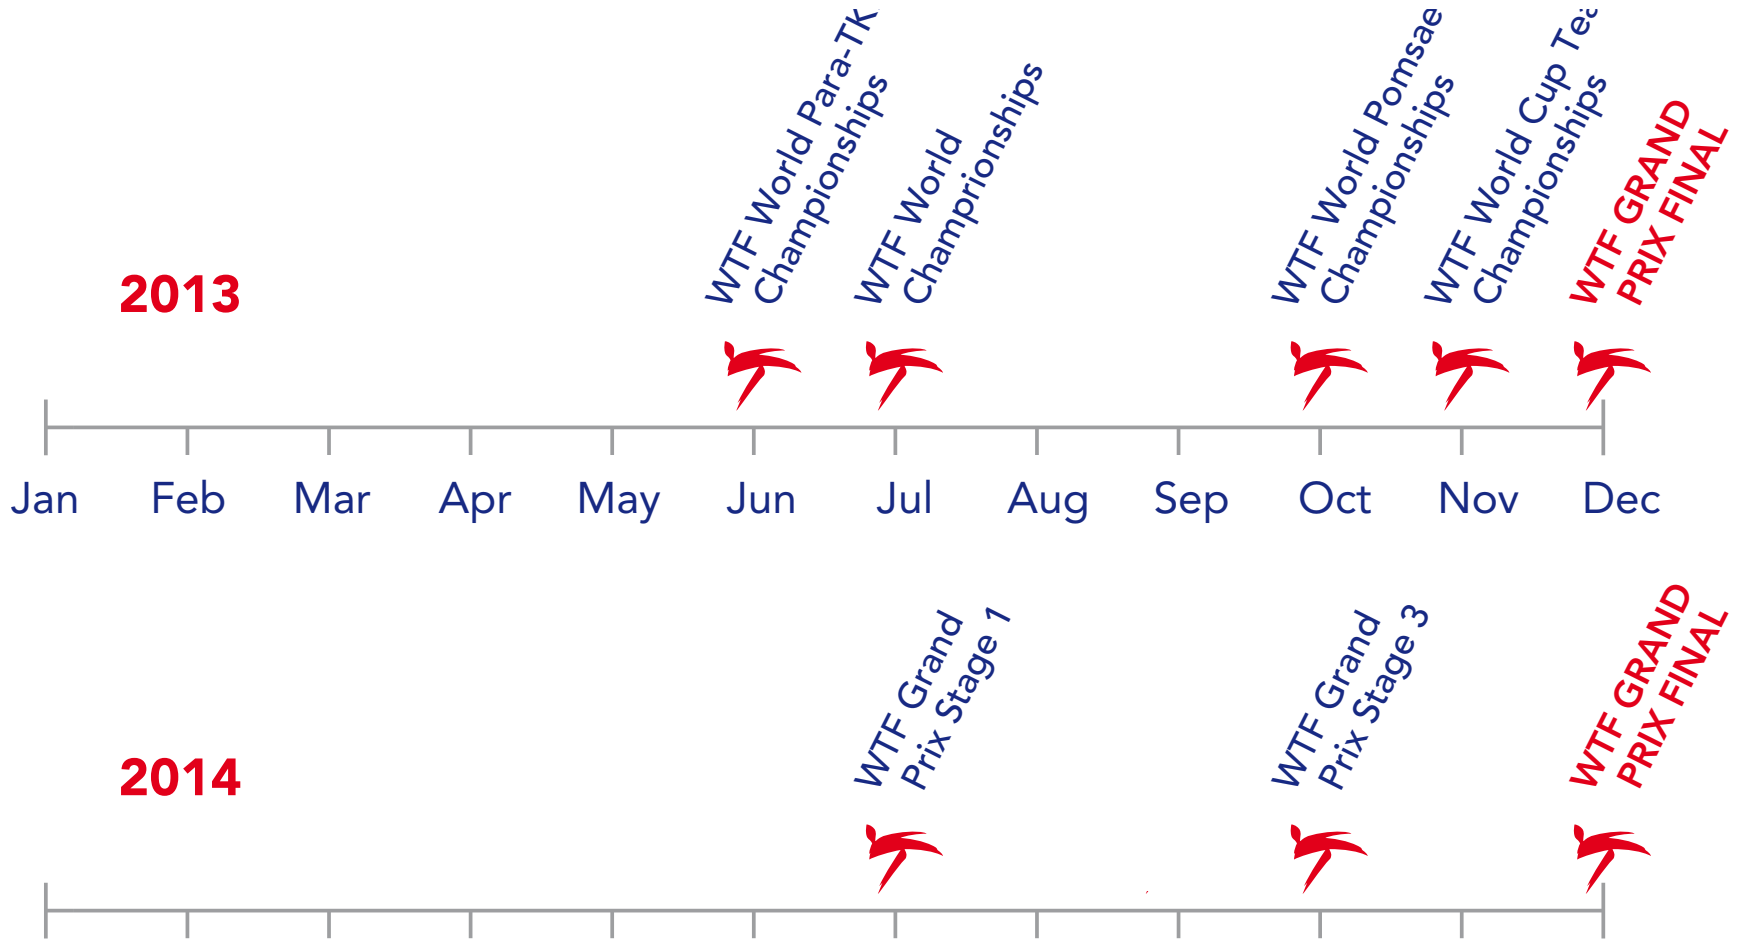 WTF World Para-TK
Championships
WTF World
Champrionships
WTF World Pomsae
Championships
WTF World Cup
Championships
WTF GRAND
PRIX FINAL
2013
Jan Feb Mar Apr May Jun Jul Aug Sep Oct Nov Dec
WTF Grand
Prix Stage 1
WTF Grand
Prix Stage 3
WTF GRAND
PRIX FINAL
2014